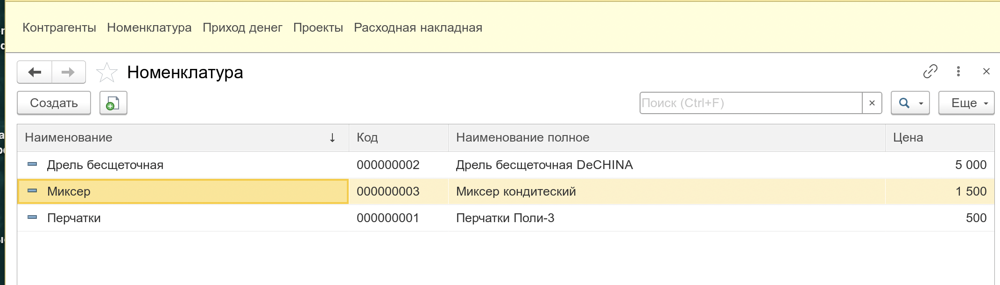 Контрагенты Номенклатура Приход денег Проекты Расходная накладная
Номенклатура
Создать Поиск (Ctrl+F) Еще
Наименование Код Наименование полное Цена
Дрель бесщеточная 000000002 Дрель бесщеточная DeCHINA 5 000
Миксер 000000003 Миксер кондитеский 1 500
Перчатки 000000001 Перчатки Поли-3 500